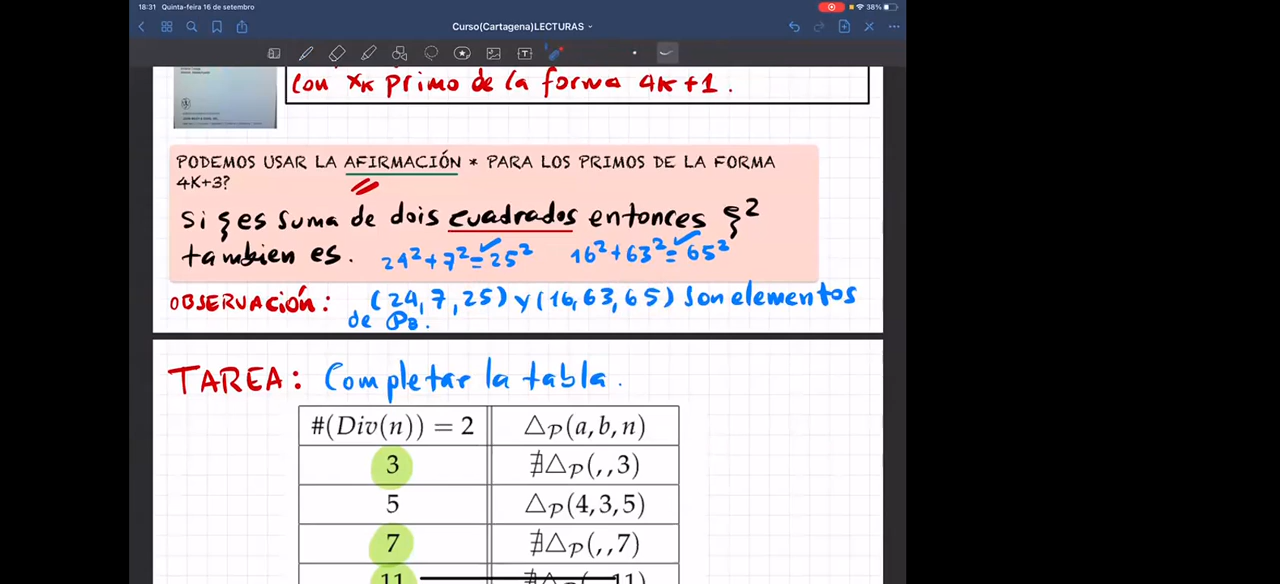 18:31 Quinta-feira 16 de setembro
38%
Curso(Cartagena)LECTURAS
con xₖ primo de la forma 4K+1.
PODEMOS USAR LA AFIRMACIÓN * PARA LOS PRIMOS DE LA FORMA
4K+3?
Si ξ es suma de dois cuadrados entonces ξ²
tambien es. 24²+7²=25² 16²+63²=65²
OBSERVACIÓN: (24,7,25) y (16,63,65) son elementos
de P₈.
TAREA: Completar la tabla.
#(Div(n)) = 2 △P(a, b, n)
3 ∄△P(, ,3)
5 △P(4,3,5)
7 ∄△P(, ,7)
11 ∄△P(, ,11)